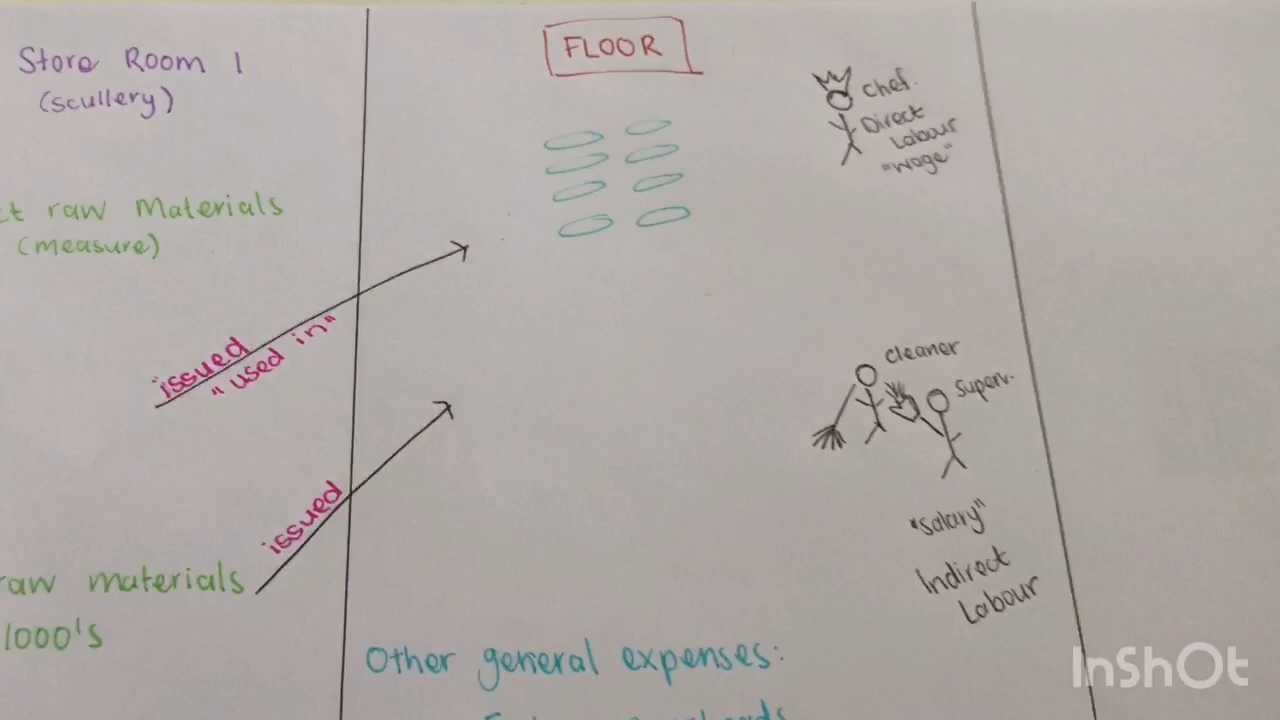 Store Room 1
(scullery)
ct raw Materials
(measure)
issued
"used in"
issued
raw materials
1000's
FLOOR
chef.
Direct
Labour
"wage"
cleaner
Superv.
"Salary"
Indirect
Labour
Other general expenses:
InShOt